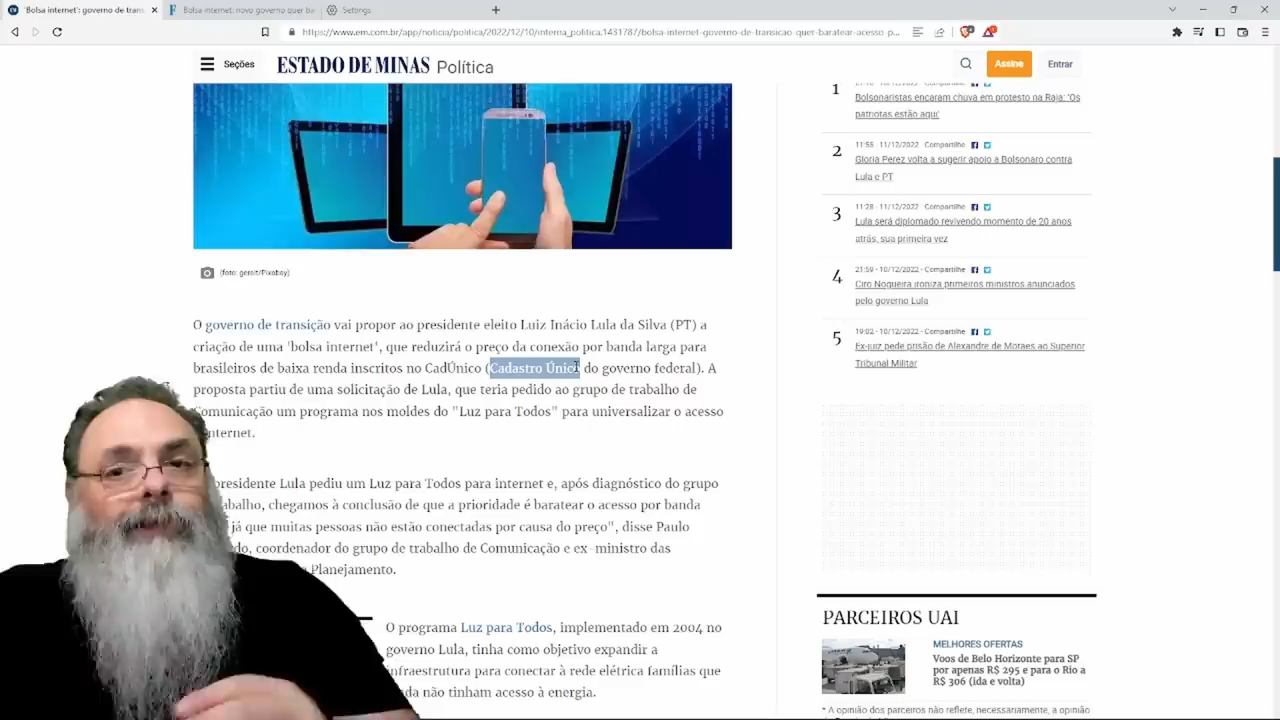 'Bolsa internet': governo de trans
Bolsa internet: novo governo quer ba
Settings
https://www.em.com.br/app/noticia/politica/2022/12/10/interna_politica,1431787/bolsa-internet-governo-de-transicao-quer-baratear-acesso-p...
Seções
ESTADO DE MINAS Política
Assine
Entrar
(foto: geralt/Pixabay)
O governo de transição vai propor ao presidente eleito Luiz Inácio Lula da Silva (PT) a
criação de uma 'bolsa internet', que reduzirá o preço da conexão por banda larga para
brasileiros de baixa renda inscritos no CadÚnico (Cadastro Único do governo federal). A
proposta partiu de uma solicitação de Lula, que teria pedido ao grupo de trabalho de
Comunicação um programa nos moldes do "Luz para Todos" para universalizar o acesso
internet.
presidente Lula pediu um Luz para Todos para internet e, após diagnóstico do grupo
abalho, chegamos à conclusão de que a prioridade é baratear o acesso por banda
já que muitas pessoas não estão conectadas por causa do preço", disse Paulo
do, coordenador do grupo de trabalho de Comunicação e ex-ministro das
Planejamento.
O programa Luz para Todos, implementado em 2004 no
governo Lula, tinha como objetivo expandir a
infraestrutura para conectar à rede elétrica famílias que
nda não tinham acesso à energia.
1
Bolsonaristas encaram chuva em protesto na Raja: 'Os
patriotas estão aqui'
2
11:55 - 11/12/2022 - Compartilhe
Gloria Perez volta a sugerir apoio a Bolsonaro contra
Lula e PT
3
11:28 - 11/12/2022 - Compartilhe
Lula será diplomado revivendo momento de 20 anos
atrás, sua primeira vez
4
21:59 - 10/12/2022 - Compartilhe
Ciro Nogueira ironiza primeiros ministros anunciados
pelo governo Lula
5
19:02 - 10/12/2022 - Compartilhe
Ex-juiz pede prisão de Alexandre de Moraes ao Superior
Tribunal Militar
PARCEIROS UAI
MELHORES OFERTAS
Voos de Belo Horizonte para SP
por apenas R$ 295 e para o Rio a
R$ 306 (ida e volta)
* A opinião dos parceiros não reflete, necessariamente, a opinião